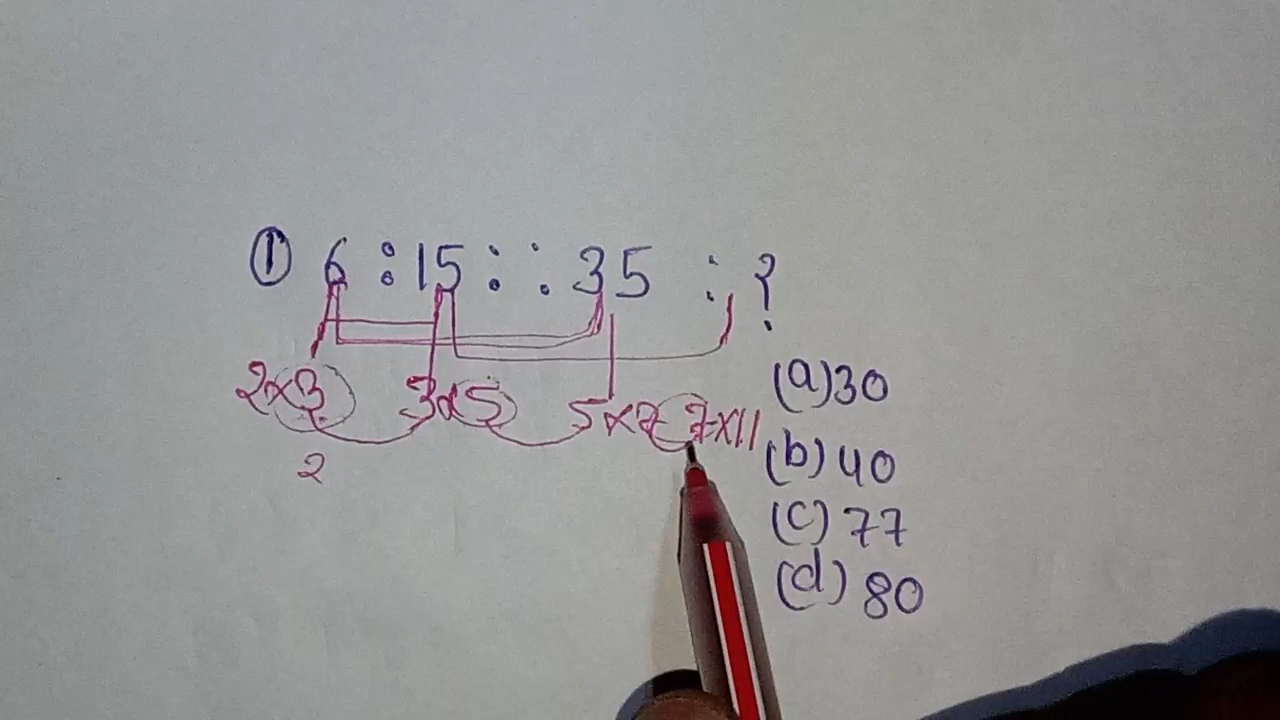 ① 6 : 15 :: 35 : ?
2×3 3×5 5×7 7×11
2
(a) 30
(b) 40
(c) 77
(d) 80